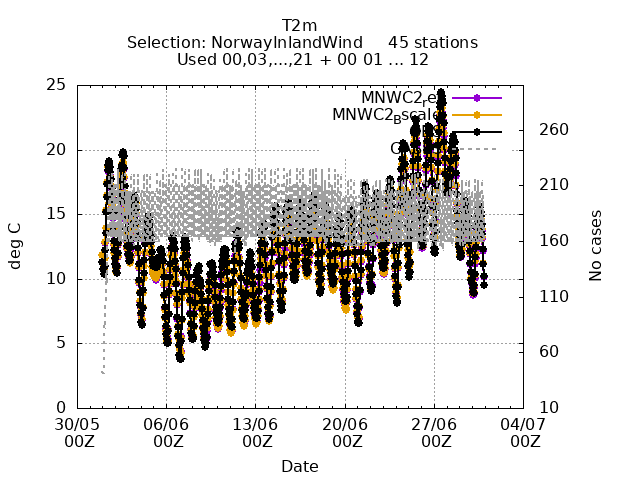 T2m
Selection: NorwayInlandWind 45 stations
Used 00,03,...,21 + 00 01 ... 12
MNWC2_re
MNWC2_Bscale
25
20
15
10
5
0
260
210
160
110
60
10
deg C
No cases
30/05 06/06 13/06 20/06 27/06 04/07
00Z 00Z 00Z 00Z 00Z 00Z
Date